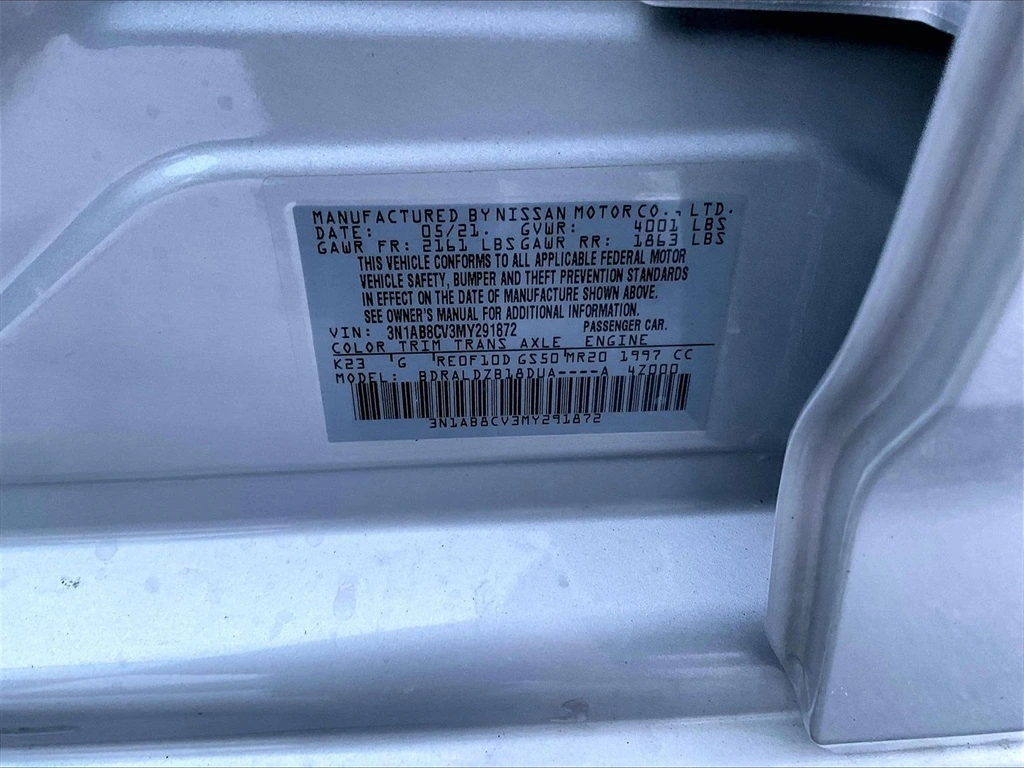 MANUFACTURED BY NISSAN MOTOR CO., LTD.
DATE: 05/21. GVWR: 4001 LBS
GAWR FR: 2161 LBS GAWR RR: 1863 LBS
THIS VEHICLE CONFORMS TO ALL APPLICABLE FEDERAL MOTOR
VEHICLE SAFETY, BUMPER AND THEFT PREVENTION STANDARDS
IN EFFECT ON THE DATE OF MANUFACTURE SHOWN ABOVE.
SEE OWNER'S MANUAL FOR ADDITIONAL INFORMATION.
VIN: 3N1AB8CV3MY291872 PASSENGER CAR.
COLOR TRIM TRANS AXLE ENGINE
K23 G RE0F10D GS50 MR20 1997 CC
MODEL: BDRALDZB18DUA----A 4Z000
3N1AB8CV3MY291872